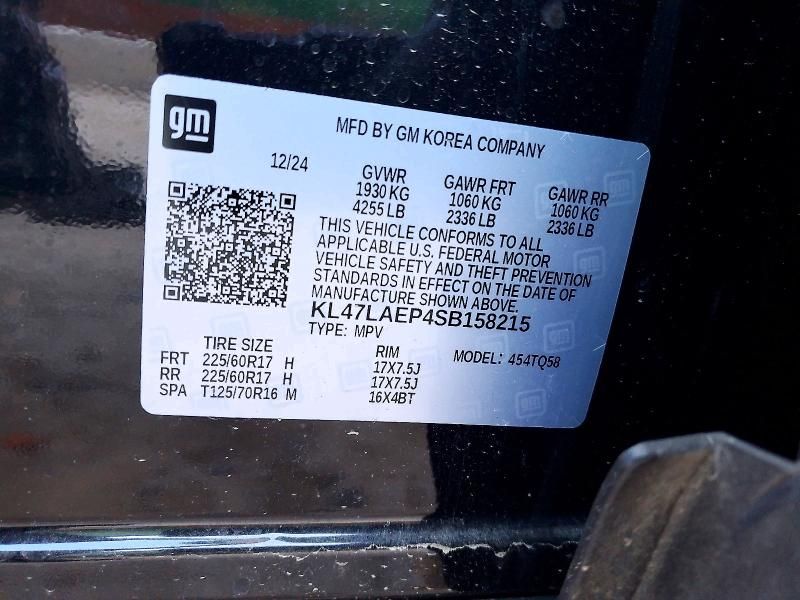 gm
MFD BY GM KOREA COMPANY
12/24
GVWR GAWR FRT GAWR RR
1930 KG 1060 KG 1060 KG
4255 LB 2336 LB 2336 LB
THIS VEHICLE CONFORMS TO ALL
APPLICABLE U.S. FEDERAL MOTOR
VEHICLE SAFETY AND THEFT PREVENTION
STANDARDS IN EFFECT ON THE DATE OF
MANUFACTURE SHOWN ABOVE.
KL47LAEP4SB158215
TYPE: MPV MODEL: 454TQ58
TIRE SIZE RIM
FRT 225/60R17 H 17X7.5J
RR 225/60R17 H 17X7.5J
SPA T125/70R16 M 16X4BT